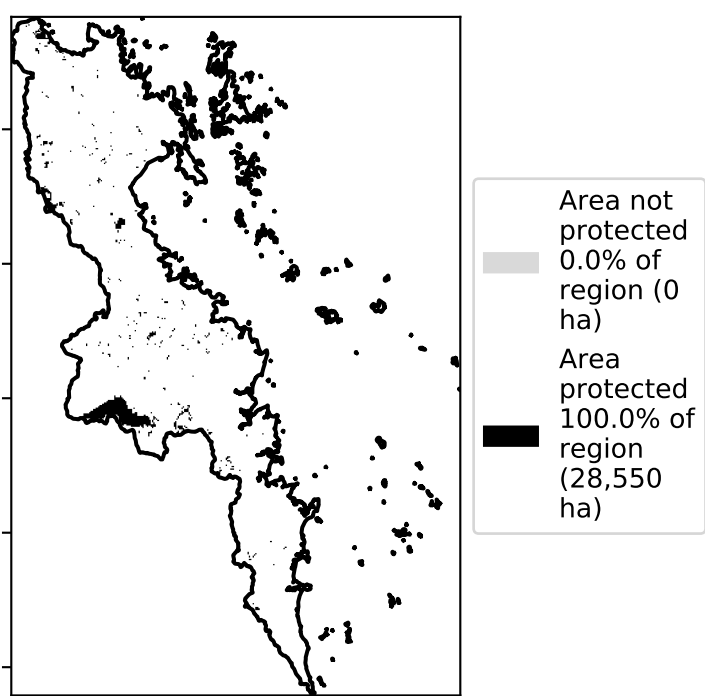 Area not
protected
0.0% of
region (0
ha)
Area
protected
100.0% of
region
(28,550
ha)